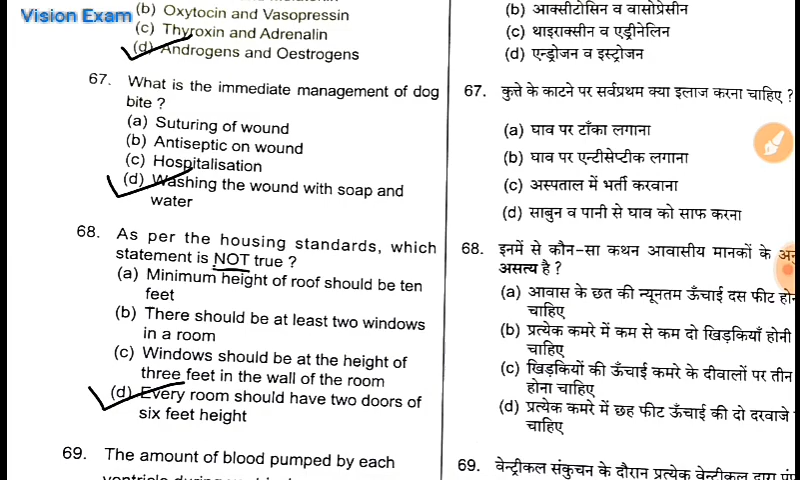 Vision Exam
(b) Oxytocin and Vasopressin
(c) Thyroxin and Adrenalin
(d) Androgens and Oestrogens
67. What is the immediate management of dog
bite ?
(a) Suturing of wound
(b) Antiseptic on wound
(c) Hospitalisation
(d) Washing the wound with soap and
water
68. As per the housing standards, which
statement is NOT true ?
(a) Minimum height of roof should be ten
feet
(b) There should be at least two windows
in a room
(c) Windows should be at the height of
three feet in the wall of the room
(d) Every room should have two doors of
six feet height
69. The amount of blood pumped by each
(b) आक्सीटोसिन व वासोप्रेसीन
(c) थाइराक्सीन व एड्रीनेलिन
(d) एन्ड्रोजन व इस्ट्रोजन
67. कुत्ते के काटने पर सर्वप्रथम क्या इलाज करना चाहिए ?
(a) घाव पर टाँका लगाना
(b) घाव पर एन्टीसेप्टीक लगाना
(c) अस्पताल में भर्ती करवाना
(d) साबुन व पानी से घाव को साफ करना
68. इनमें से कौन-सा कथन आवासीय मानकों के
असत्य है ?
(a) आवास के छत की न्यूनतम ऊँचाई दस फीट
चाहिए
(b) प्रत्येक कमरे में कम से कम दो खिड़कियाँ होनी
चाहिए
(c) खिड़कियों की ऊँचाई कमरे के दीवालों पर तीन
होना चाहिए
(d) प्रत्येक कमरे में छह फीट ऊँचाई की दो दरवाजे
चाहिए
69. वेन्ट्रीकल संकुचन के दौरान प्रत्येक वेन्ट्रीकल द्वारा